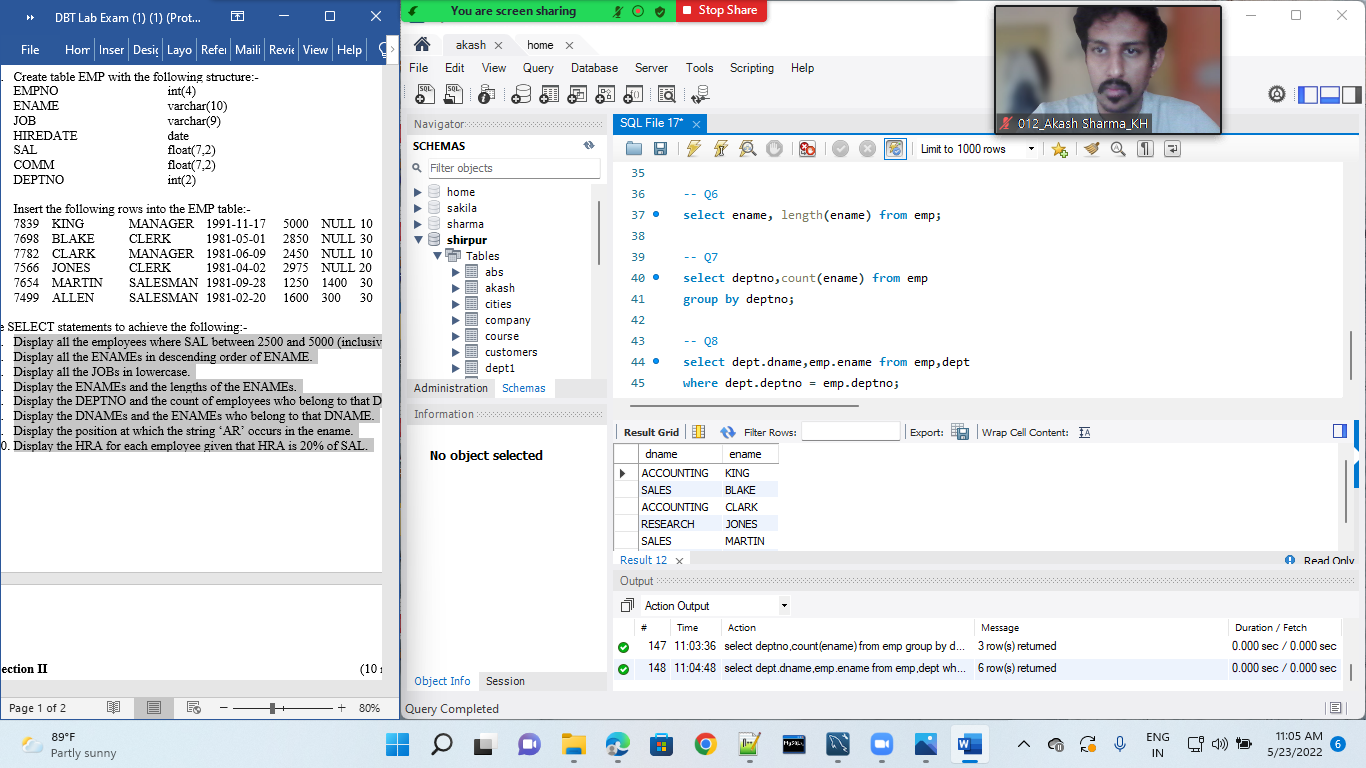 DBT Lab Exam (1) (1) (Prot...
You are screen sharing
Stop Share
File Hor Inser Desig Layo Refer Maili Revie View Help
akash
home
File Edit View Query Database Server Tools Scripting Help
012_Akash Sharma_KH
. Create table EMP with the following structure:-
EMPNO int(4)
ENAME varchar(10)
JOB varchar(9)
HIREDATE date
SAL float(7,2)
COMM float(7,2)
DEPTNO int(2)
Insert the following rows into the EMP table:-
7839 KING MANAGER 1991-11-17 5000 NULL 10
7698 BLAKE CLERK 1981-05-01 2850 NULL 30
7782 CLARK MANAGER 1981-06-09 2450 NULL 10
7566 JONES CLERK 1981-04-02 2975 NULL 20
7654 MARTIN SALESMAN 1981-09-28 1250 1400 30
7499 ALLEN SALESMAN 1981-02-20 1600 300 30
e SELECT statements to achieve the following:-
. Display all the employees where SAL between 2500 and 5000 (inclusiv
. Display all the ENAMEs in descending order of ENAME.
. Display all the JOBs in lowercase.
. Display the ENAMEs and the lengths of the ENAMEs.
. Display the DEPTNO and the count of employees who belong to that D
. Display the DNAMEs and the ENAMEs who belong to that DNAME.
. Display the position at which the string ‘AR’ occurs in the ename.
0. Display the HRA for each employee given that HRA is 20% of SAL.
ection II (10 m
Page 1 of 2
80%
Navigator
SCHEMAS
Filter objects
home
sakila
sharma
shirpur
Tables
abs
akash
cities
company
course
customers
dept1
Administration Schemas
Information
No object selected
Object Info Session
Query Completed
SQL File 17*
Limit to 1000 rows
35
36 -- Q6
37 select ename, length(ename) from emp;
38
39 -- Q7
40 select deptno,count(ename) from emp
41 group by deptno;
42
43 -- Q8
44 select dept.dname,emp.ename from emp,dept
45 where dept.deptno = emp.deptno;
Result Grid Filter Rows: Export: Wrap Cell Content:
dname ename
ACCOUNTING KING
SALES BLAKE
ACCOUNTING CLARK
RESEARCH JONES
SALES MARTIN
Result 12
Read Only
Output
Action Output
# Time Action Message Duration / Fetch
147 11:03:36 select deptno,count(ename) from emp group by d... 3 row(s) returned 0.000 sec / 0.000 sec
148 11:04:48 select dept.dname,emp.ename from emp,dept wh... 6 row(s) returned 0.000 sec / 0.000 sec
89°F
Partly sunny
MySQL
ENG
IN
11:05 AM
5/23/2022
6